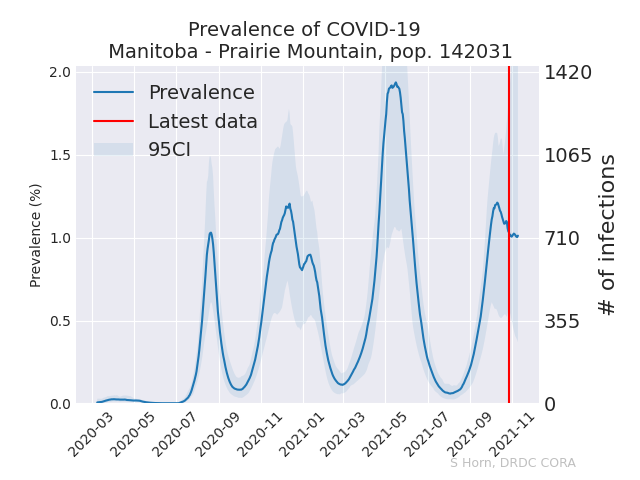 Prevalence of COVID-19
Manitoba - Prairie Mountain, pop. 142031
Prevalence
Latest data
95CI
Prevalence (%)
2.0
1.5
1.0
0.5
0.0
1420
1065
710
355
0
# of infections
2020-03
2020-05
2020-07
2020-09
2020-11
2021-01
2021-03
2021-05
2021-07
2021-09
2021-11
S Horn, DRDC CORA